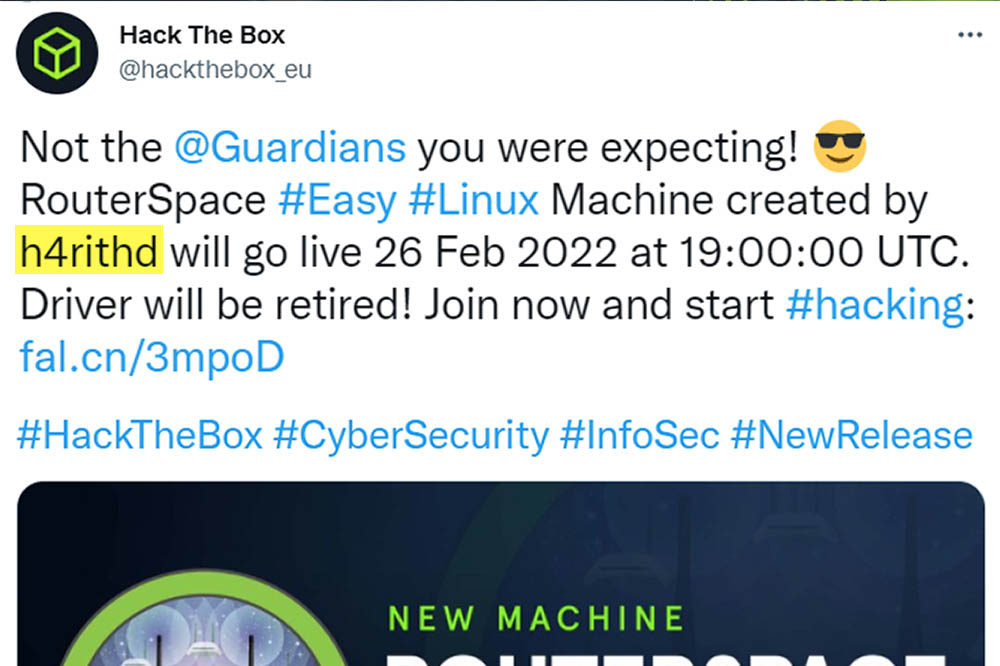 Hack The Box
@hackthebox_eu
Not the @Guardians you were expecting! 😎
RouterSpace #Easy #Linux Machine created by
h4rithd will go live 26 Feb 2022 at 19:00:00 UTC.
Driver will be retired! Join now and start #hacking:
fal.cn/3mpoD
#HackTheBox #CyberSecurity #InfoSec #NewRelease
NEW MACHINE
ROUTERSPACE